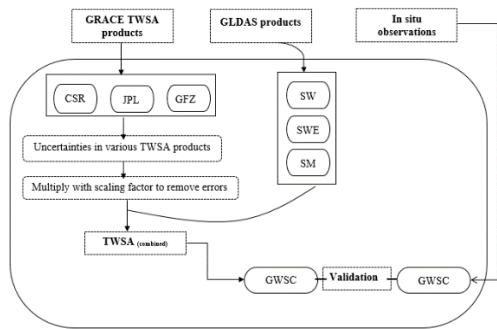 GRACE TWSA
products
GLDAS products
In situ
observations
CSR
JPL
GFZ
SW
SWE
SM
Uncertainties in various TWSA products
Multiply with scaling factor to remove errors
TWSA (combined)
GWSC
Validation
GWSC